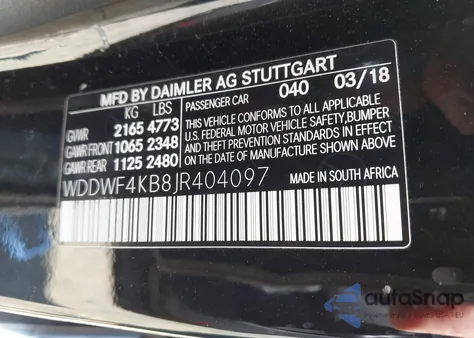 MFD BY DAIMLER AG STUTTGART
KG LBS PASSENGER CAR 040 03/18
GVWR 2165 4773 THIS VEHICLE CONFORMS TO ALL APPLICABLE
GAWR FRONT 1065 2348 U.S. FEDERAL MOTOR VEHICLE SAFETY, BUMPER
GAWR REAR 1125 2480 AND THEFT PREVENTION STANDARDS IN EFFECT
ON THE DATE OF MANUFACTURE SHOWN ABOVE.
WDDWF4KB8JR404097 MADE IN SOUTH AFRICA
autoSnap